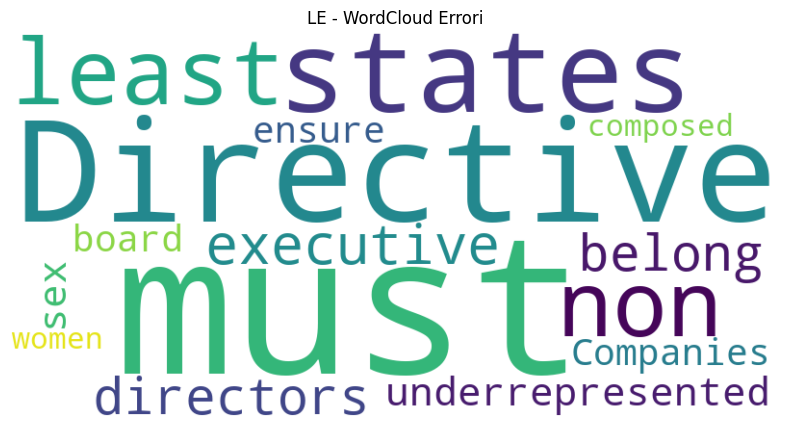 LE - WordCloud Errori
least states
ensure composed
Directive
board executive belong
sex must non
women Companies
directors underrepresented